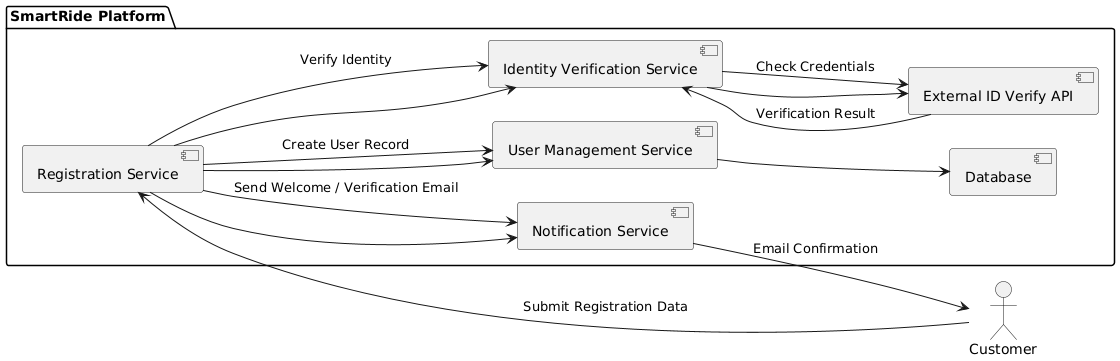 SmartRide Platform
Verify Identity
Identity Verification Service
Check Credentials
External ID Verify API
Verification Result
Create User Record
User Management Service
Registration Service
Database
Send Welcome / Verification Email
Notification Service
Email Confirmation
Submit Registration Data
Customer